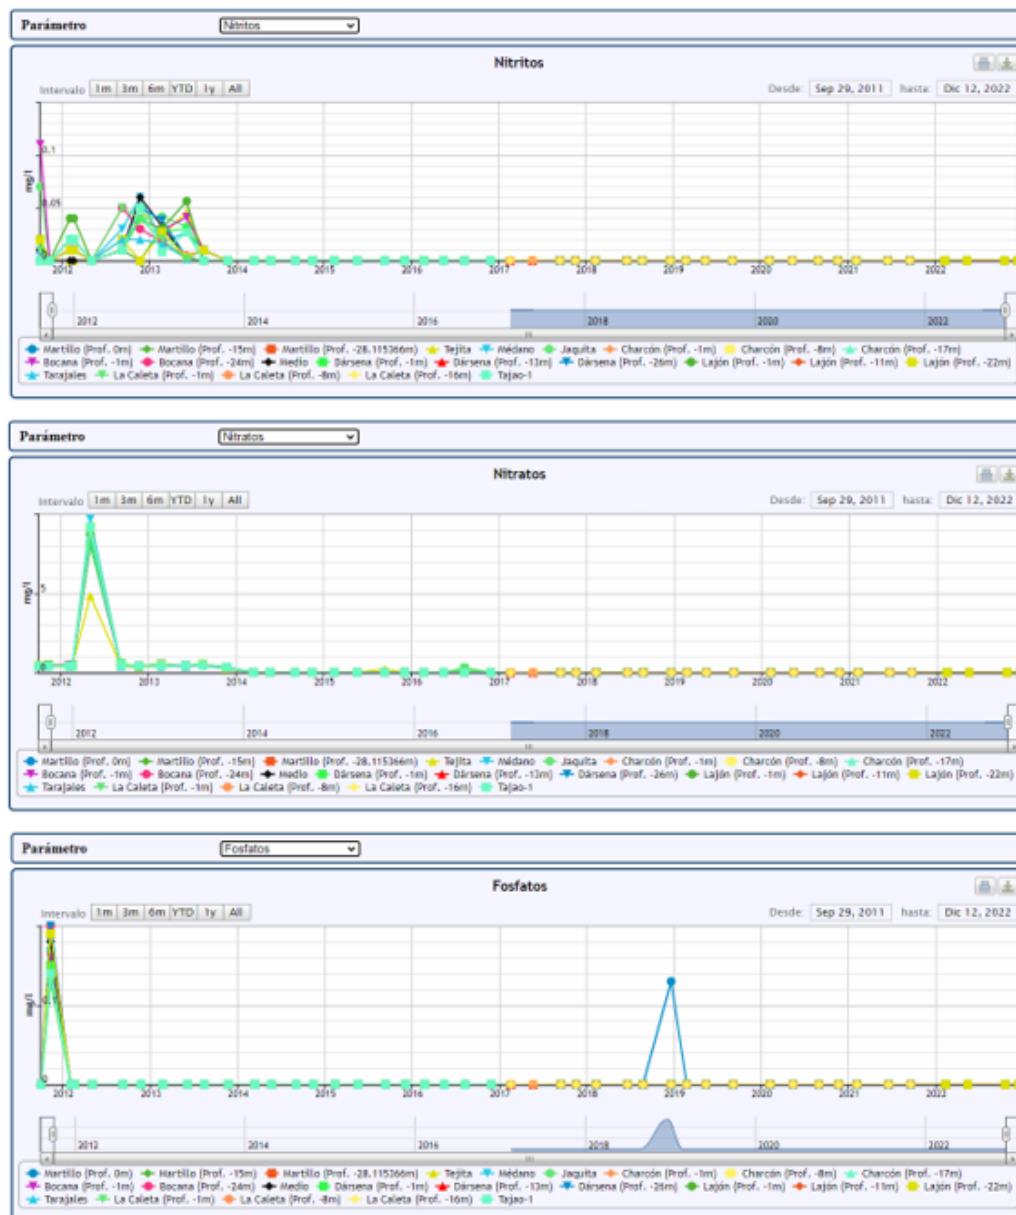 Parámetro Nitritos
Nitritos
Intervalo 1m 3m 6m YTD 1y All Desde: Sep 29, 2011 hasta: Dic 12, 2022
0.1
mg/l
0.05
0
2012 2013 2014 2015 2016 2017 2018 2019 2020 2021 2022
2012 2014 2016 2018 2020 2022
Martillo (Prof. 0m) Martillo (Prof. -15m) Martillo (Prof. -28.115366m) Tejita Médano Jaquita Charcón (Prof. -1m) Charcón (Prof. -8m) Charcón (Prof. -17m)
Bocana (Prof. -1m) Bocana (Prof. -24m) Medio Dársena (Prof. -1m) Dársena (Prof. -13m) Dársena (Prof. -26m) Lajón (Prof. -1m) Lajón (Prof. -11m) Lajón (Prof. -22m)
Tarajales La Caleta (Prof. -1m) La Caleta (Prof. -8m) La Caleta (Prof. -16m) Tajao-1
Parámetro Nitratos
Nitratos
Intervalo 1m 3m 6m YTD 1y All Desde: Sep 29, 2011 hasta: Dic 12, 2022
5
mg/l
0
2012 2013 2014 2015 2016 2017 2018 2019 2020 2021 2022
2012 2014 2016 2018 2020 2022
Martillo (Prof. 0m) Martillo (Prof. -15m) Martillo (Prof. -28.115366m) Tejita Médano Jaquita Charcón (Prof. -1m) Charcón (Prof. -8m) Charcón (Prof. -17m)
Bocana (Prof. -1m) Bocana (Prof. -24m) Medio Dársena (Prof. -1m) Dársena (Prof. -13m) Dársena (Prof. -26m) Lajón (Prof. -1m) Lajón (Prof. -11m) Lajón (Prof. -22m)
Tarajales La Caleta (Prof. -1m) La Caleta (Prof. -8m) La Caleta (Prof. -16m) Tajao-1
Parámetro Fosfatos
Fosfatos
Intervalo 1m 3m 6m YTD 1y All Desde: Sep 29, 2011 hasta: Dic 12, 2022
mg/l
0
2012 2013 2014 2015 2016 2017 2018 2019 2020 2021 2022
2012 2014 2016 2018 2020 2022
Martillo (Prof. 0m) Martillo (Prof. -15m) Martillo (Prof. -28.115366m) Tejita Médano Jaquita Charcón (Prof. -1m) Charcón (Prof. -8m) Charcón (Prof. -17m)
Bocana (Prof. -1m) Bocana (Prof. -24m) Medio Dársena (Prof. -1m) Dársena (Prof. -13m) Dársena (Prof. -26m) Lajón (Prof. -1m) Lajón (Prof. -11m) Lajón (Prof. -22m)
Tarajales La Caleta (Prof. -1m) La Caleta (Prof. -8m) La Caleta (Prof. -16m) Tajao-1